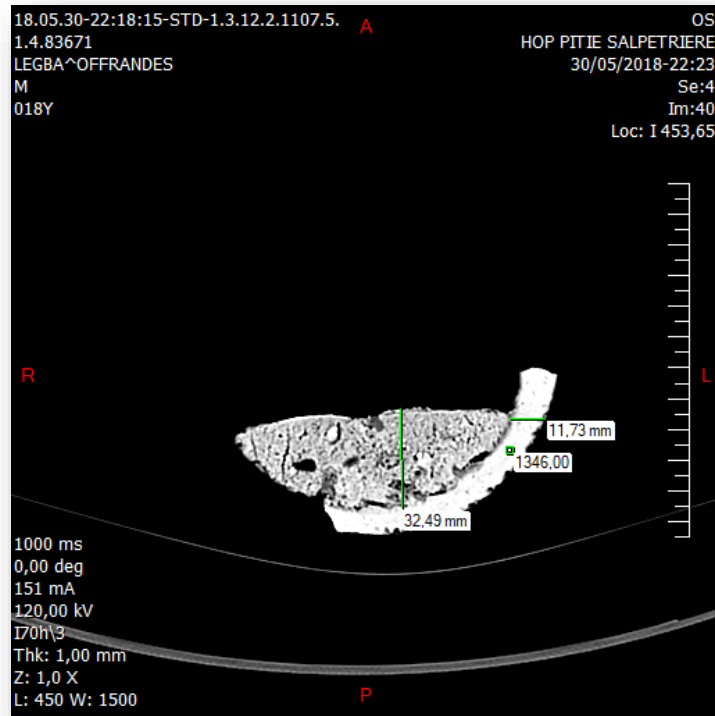 18.05.30-22:18:15-STD-1.3.12.2.1107.5.
1.4.83671
LEGBA^OFFRANDES
M
018Y
A
OS
HOP PITIE SALPETRIERE
30/05/2018-22:23
Se:4
Im:40
Loc: I 453,65
R
L
11,73 mm
1346,00
32,49 mm
1000 ms
0,00 deg
151 mA
120,00 kV
I70h\3
Thk: 1,00 mm
Z: 1,0 X
L: 450 W: 1500
P